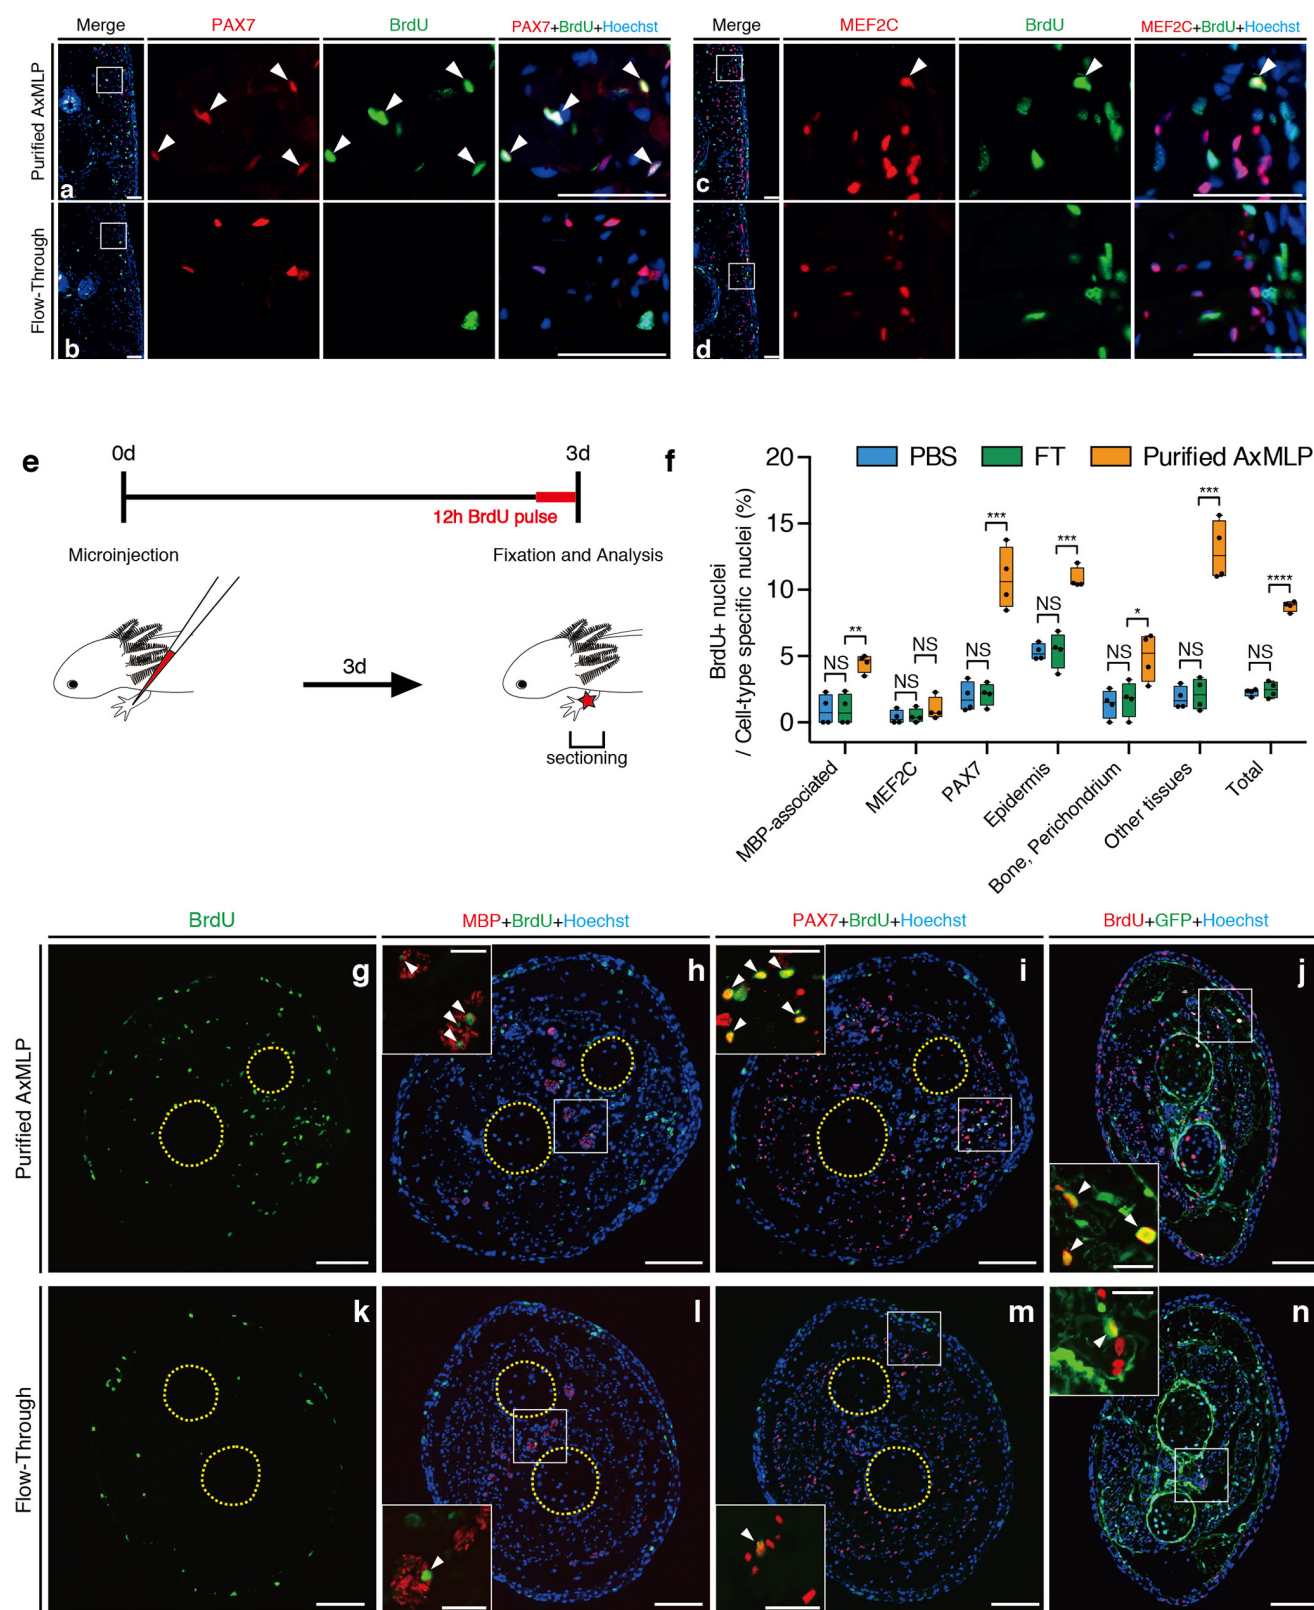 Merge PAX7 BrdU PAX7+BrdU+Hoechst
Merge MEF2C BrdU MEF2C+BrdU+Hoechst
Purified AxMLP
a
c
Flow-Through
b
d
e
0d 3d
12h BrdU pulse
Microinjection Fixation and Analysis
3d
sectioning
f
PBS FT Purified AxMLP
BrdU+ nuclei
/ Cell-type specific nuclei (%)
20
15
10
5
0
NS ** NS NS NS *** NS *** NS * NS *** NS ****
MBP-associated
MEF2C
PAX7
Epidermis
Bone, Perichondrium
Other tissues
Total
BrdU MBP+BrdU+Hoechst PAX7+BrdU+Hoechst BrdU+GFP+Hoechst
Purified AxMLP
g h i j
Flow-Through
k l m n